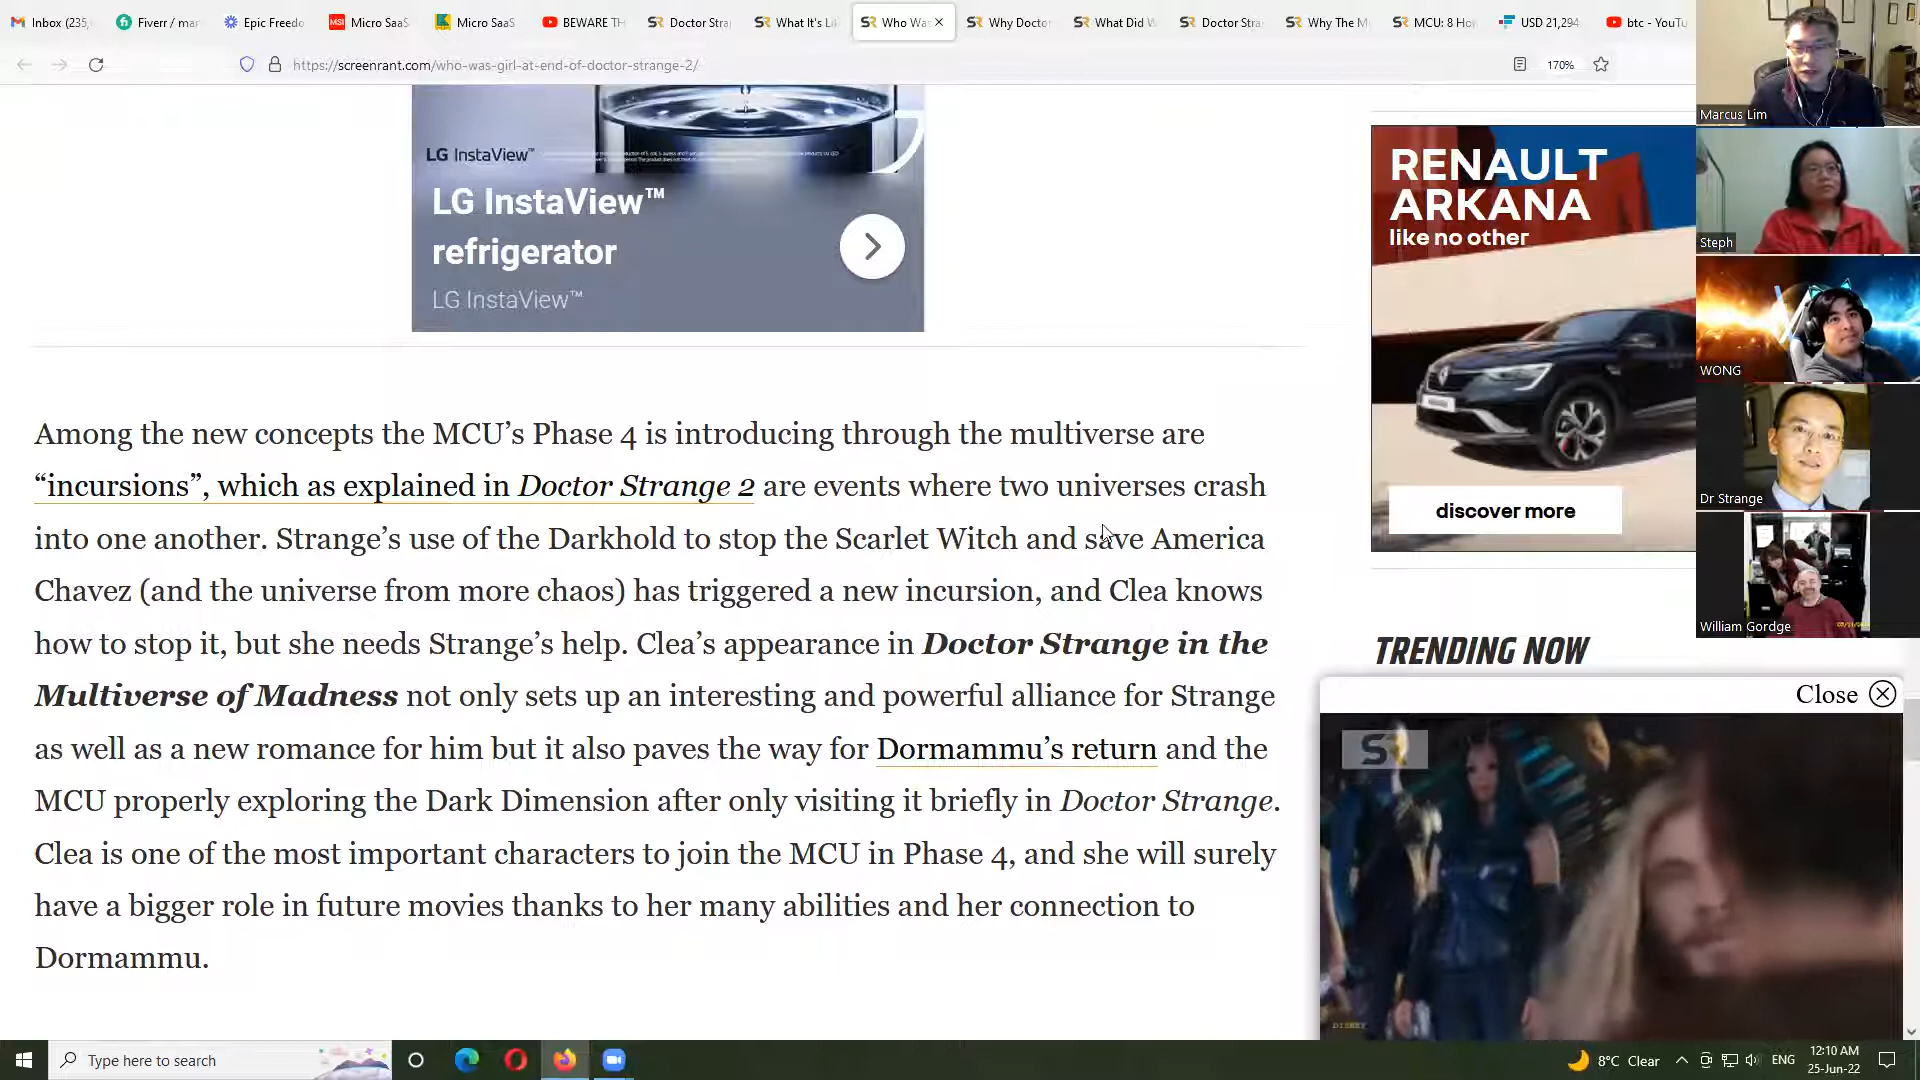 Inbox (235,
Fiverr / mar
Epic Freedo
MSI
Micro SaaS
Micro SaaS
BEWARE TH
SR
Doctor Stra
SR
What It's Li
SR
Who Wa
SR
Why Doctor
SR
What Did W
SR
Doctor Stra
SR
Why The M
SR
MCU: 8 Ho
USD 21,294
btc - YouTu
https://screenrant.com/who-was-girl-at-end-of-doctor-strange-2/
170%
LG InstaView™
LG InstaView™
refrigerator
LG InstaView™
Among the new concepts the MCU’s Phase 4 is introducing through the multiverse are
“incursions”, which as explained in Doctor Strange 2 are events where two universes crash
into one another. Strange’s use of the Darkhold to stop the Scarlet Witch and save America
Chavez (and the universe from more chaos) has triggered a new incursion, and Clea knows
how to stop it, but she needs Strange’s help. Clea’s appearance in Doctor Strange in the
Multiverse of Madness not only sets up an interesting and powerful alliance for Strange
as well as a new romance for him but it also paves the way for Dormammu’s return and the
MCU properly exploring the Dark Dimension after only visiting it briefly in Doctor Strange.
Clea is one of the most important characters to join the MCU in Phase 4, and she will surely
have a bigger role in future movies thanks to her many abilities and her connection to
Dormammu.
RENAULT
ARKANA
like no other
discover more
TRENDING NOW
Close
SR
DISNEY
Marcus Lim
Steph
WONG
Dr Strange
William Gordge
Type here to search
8°C Clear
ENG
12:10 AM
25-Jun-22